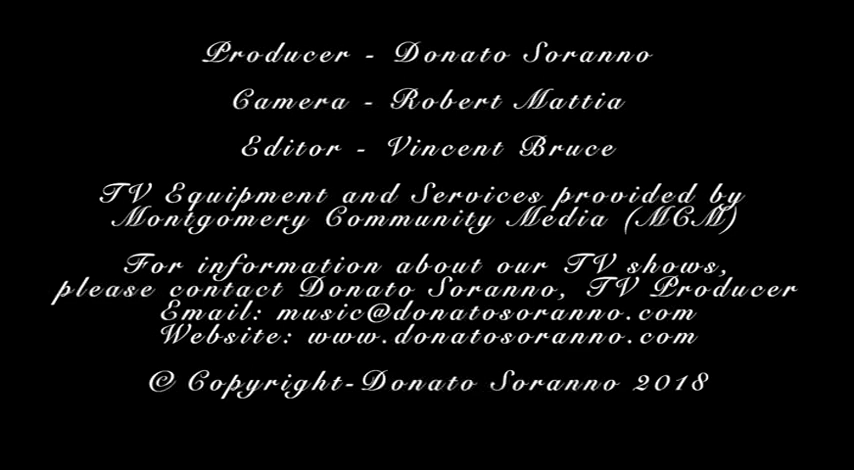 Producer - Donato Soranno
Camera - Robert Mattia
Editor - Vincent Bruce
TV Equipment and Services provided by
Montgomery Community Media (MCM)
For information about our TV shows,
please contact Donato Soranno, TV Producer
Email: music@donatosoranno.com
Website: www.donatosoranno.com
© Copyright-Donato Soranno 2018